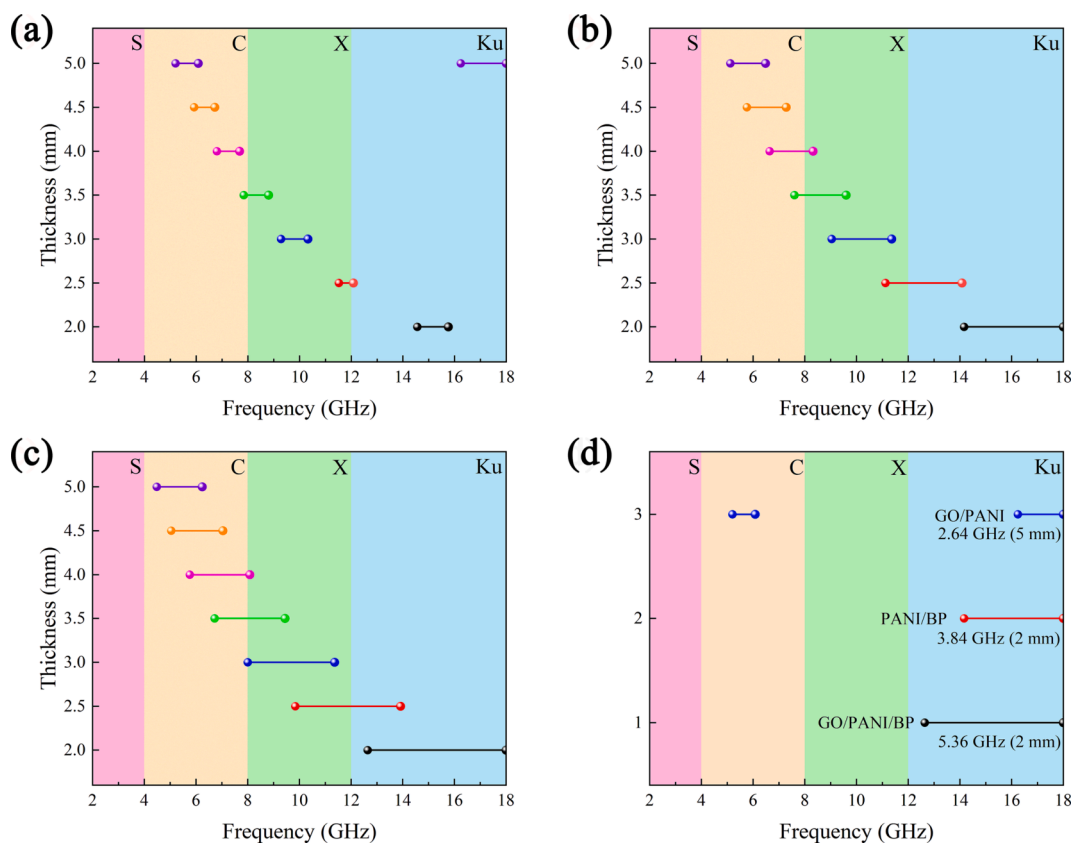 (a)
S
C
X
Ku
5.0
4.5
4.0
3.5
3.0
2.5
2.0
Thickness (mm)
2 4 6 8 10 12 14 16 18
Frequency (GHz)
(b)
S
C
X
Ku
5.0
4.5
4.0
3.5
3.0
2.5
2.0
Thickness (mm)
2 4 6 8 10 12 14 16 18
Frequency (GHz)
(c)
S
C
X
Ku
5.0
4.5
4.0
3.5
3.0
2.5
2.0
Thickness (mm)
2 4 6 8 10 12 14 16 18
Frequency (GHz)
(d)
S
C
X
Ku
3
2
1
GO/PANI
2.64 GHz (5 mm)
PANI/BP
3.84 GHz (2 mm)
GO/PANI/BP
5.36 GHz (2 mm)
2 4 6 8 10 12 14 16 18
Frequency (GHz)